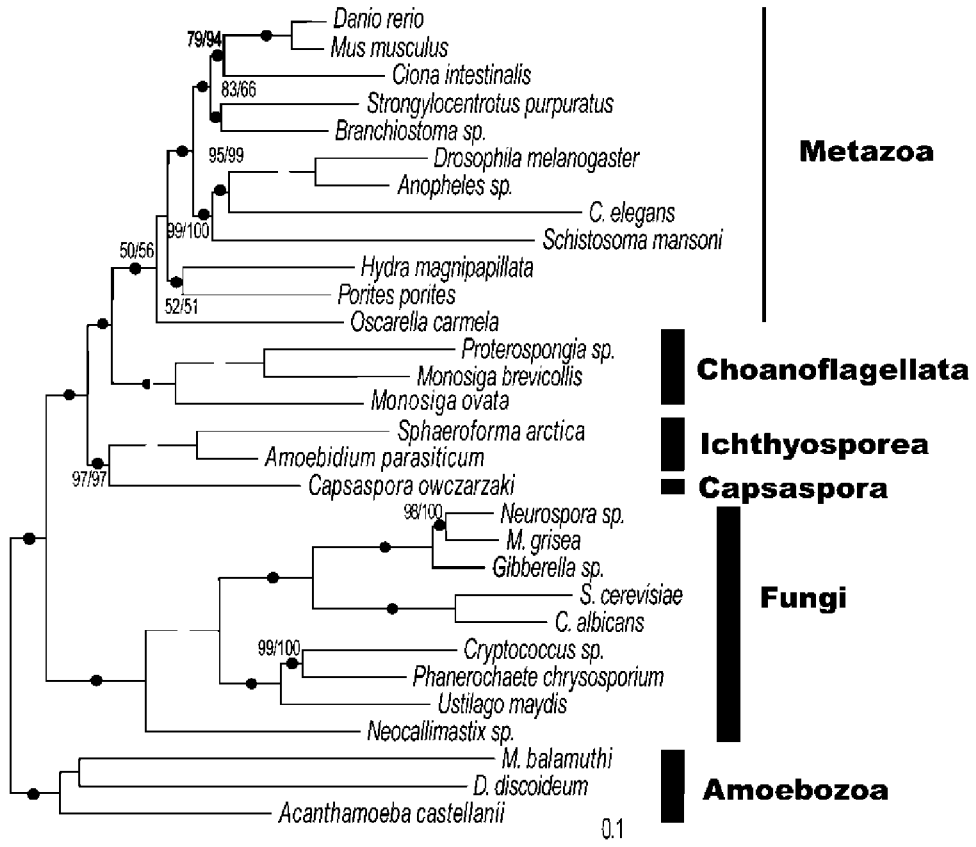 Danio rerio
79/94
Mus musculus
Ciona intestinalis
83/66
Strongylocentrotus purpuratus
Branchiostoma sp.
Metazoa
95/99
Drosophila melanogaster
Anopheles sp.
C. elegans
99/100
Schistosoma mansoni
50/56
Hydra magnipapillata
52/51
Porites porites
Oscarella carmela
Proterospongia sp.
Choanoflagellata
Monosiga brevicollis
Monosiga ovata
Sphaeroforma arctica
Ichthyosporea
Amoebidium parasiticum
97/97
Capsaspora owczarzaki
Capsaspora
98/100
Neurospora sp.
M. grisea
Gibberella sp.
S. cerevisiae
Fungi
C. albicans
99/100
Cryptococcus sp.
Phanerochaete chrysosporium
Ustilago maydis
Neocallimastix sp.
M. balamuthi
D. discoideum
Amoebozoa
Acanthamoeba castellanii
0.1